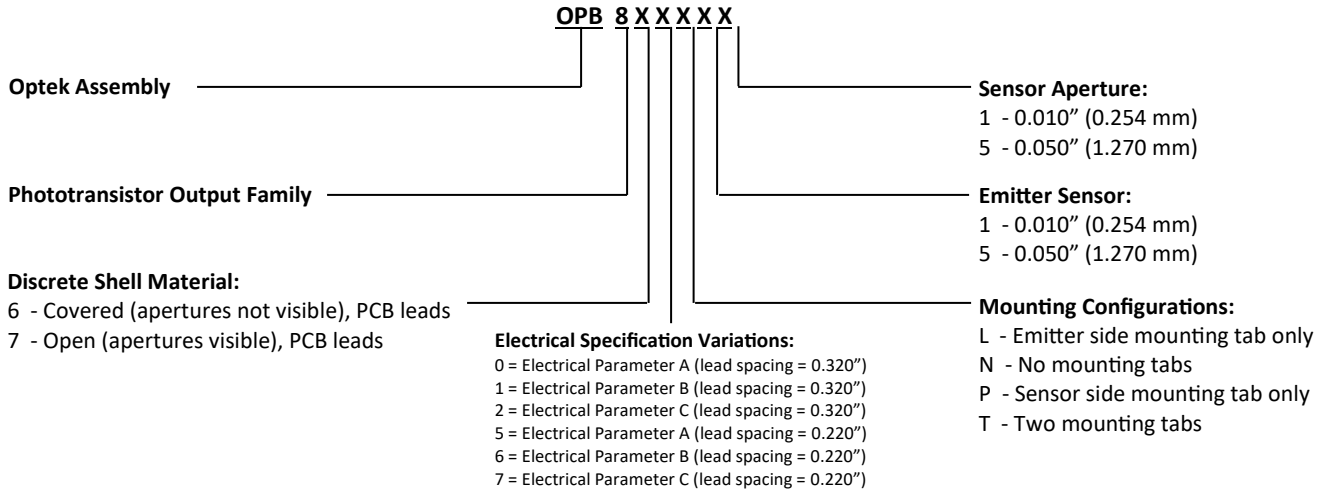 OPB 8 X X X X X
Optek Assembly
Phototransistor Output Family
Discrete Shell Material:
6 - Covered (apertures not visible), PCB leads
7 - Open (apertures visible), PCB leads
Electrical Specification Variations:
0 = Electrical Parameter A (lead spacing = 0.320”)
1 = Electrical Parameter B (lead spacing = 0.320”)
2 = Electrical Parameter C (lead spacing = 0.320”)
5 = Electrical Parameter A (lead spacing = 0.220”)
6 = Electrical Parameter B (lead spacing = 0.220”)
7 = Electrical Parameter C (lead spacing = 0.220”)
Sensor Aperture:
1 - 0.010” (0.254 mm)
5 - 0.050” (1.270 mm)
Emitter Sensor:
1 - 0.010” (0.254 mm)
5 - 0.050” (1.270 mm)
Mounting Configurations:
L - Emitter side mounting tab only
N - No mounting tabs
P - Sensor side mounting tab only
T - Two mounting tabs